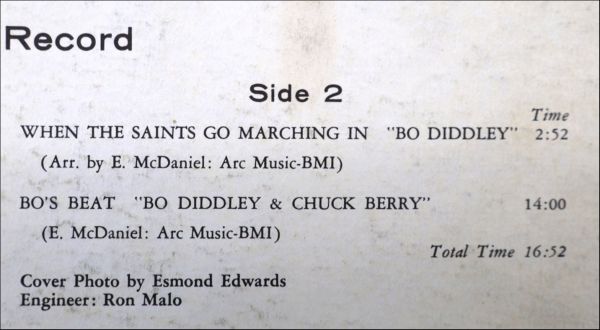 Record
Side 2
Time
WHEN THE SAINTS GO MARCHING IN "BO DIDDLEY" 2:52
(Arr. by E. McDaniel: Arc Music-BMI)
BO'S BEAT "BO DIDDLEY & CHUCK BERRY" 14:00
(E. McDaniel: Arc Music-BMI)
Total Time 16:52
Cover Photo by Esmond Edwards
Engineer: Ron Malo